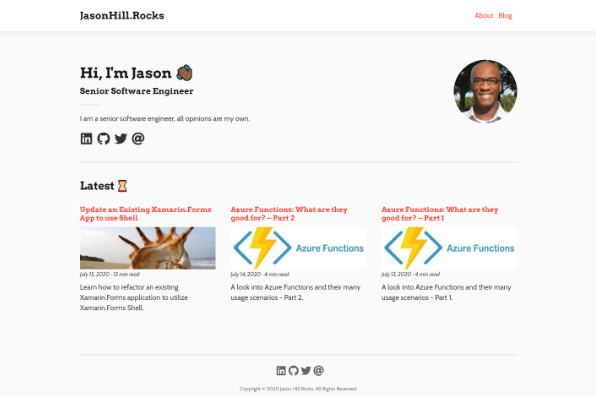 JasonHill.Rocks
About Blog
Hi, I'm Jason
Senior Software Engineer
I am a senior software engineer, all opinions are my own.
Latest
Update an Existing Xamarin.Forms
App to use Shell
July 15, 2020 · 13 min read
Learn how to refactor an existing
Xamarin.Forms application to utilize
Xamarin.Forms Shell.
Azure Functions: What are they
good for? – Part 2
Azure Functions
July 14, 2020 · 4 min read
A look into Azure Functions and their many
usage scenarios - Part 2.
Azure Functions: What are they
good for? – Part 1
Azure Functions
July 13, 2020 · 4 min read
A look into Azure Functions and their many
usage scenarios - Part 1.
Copyright © 2020 Jason Hill Rocks. All Rights Reserved.